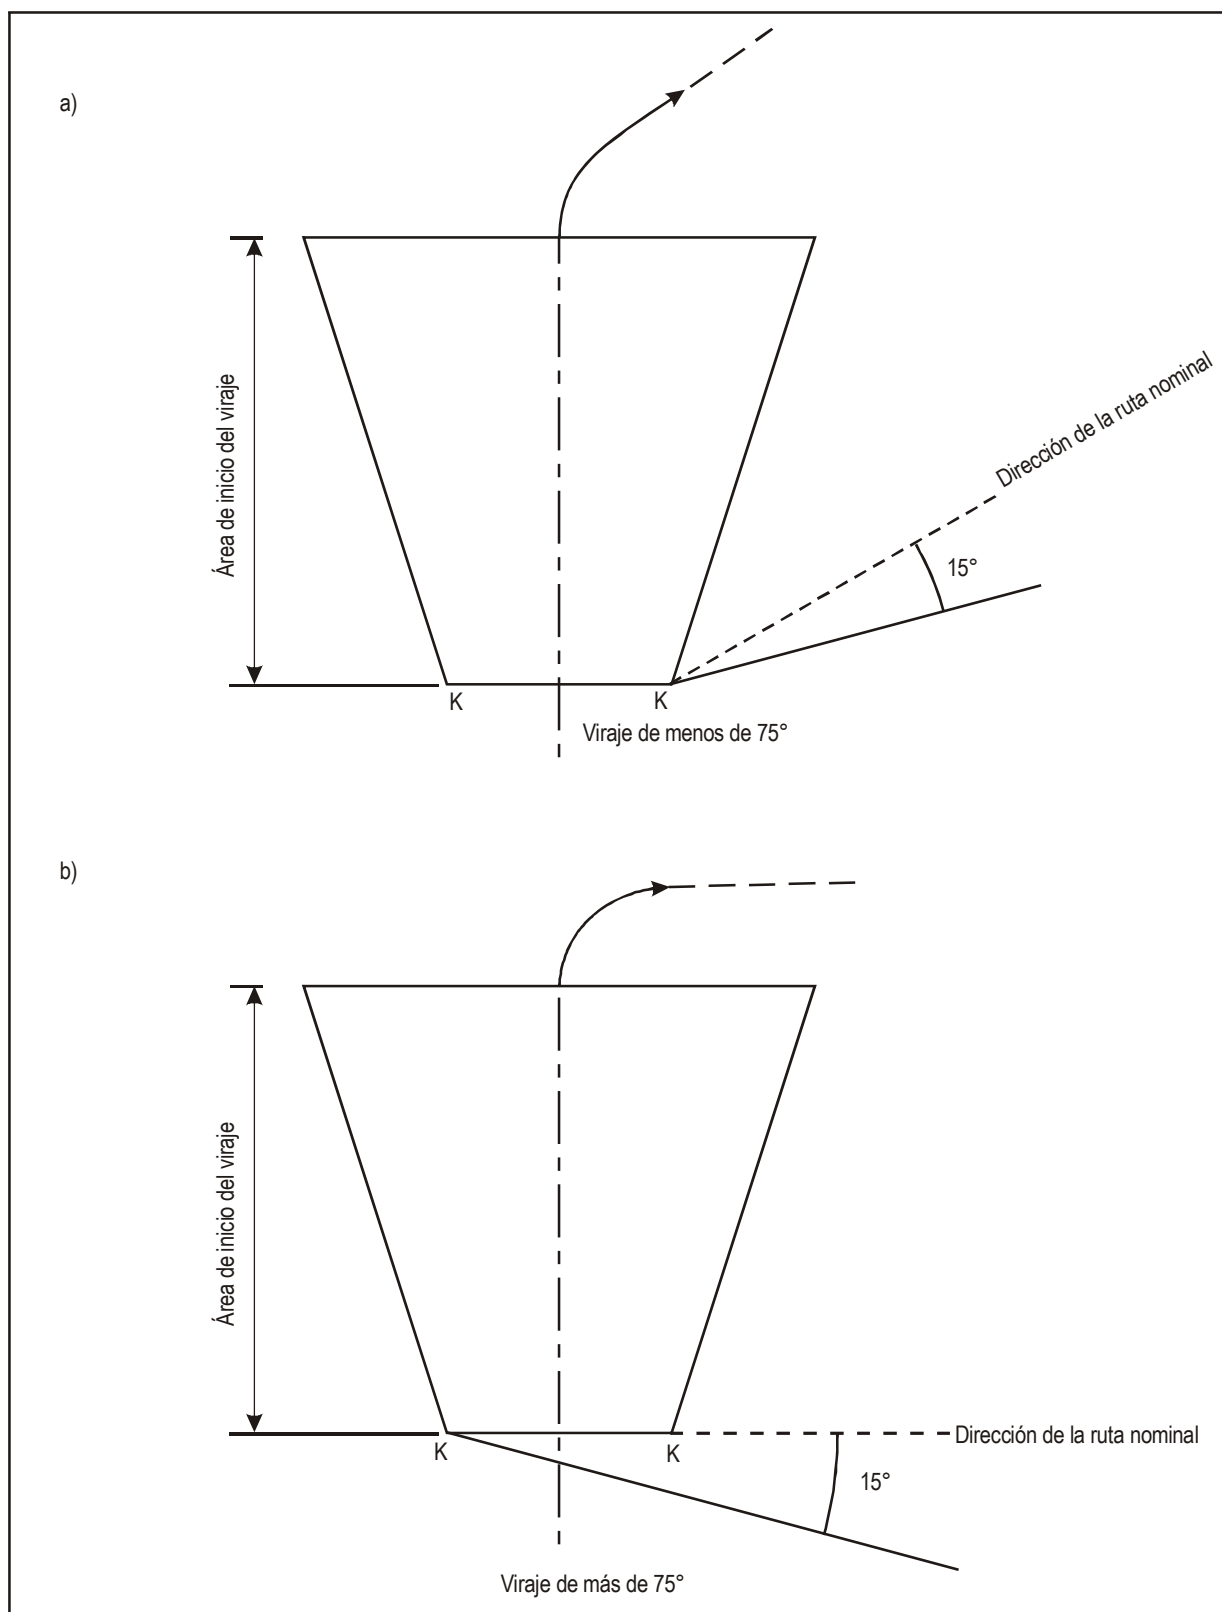 a)
Área de inicio del viraje
Dirección de la ruta nominal
15°
K
K
Viraje de menos de 75°
b)
Área de inicio del viraje
K
K
Dirección de la ruta nominal
15°
Viraje de más de 75°